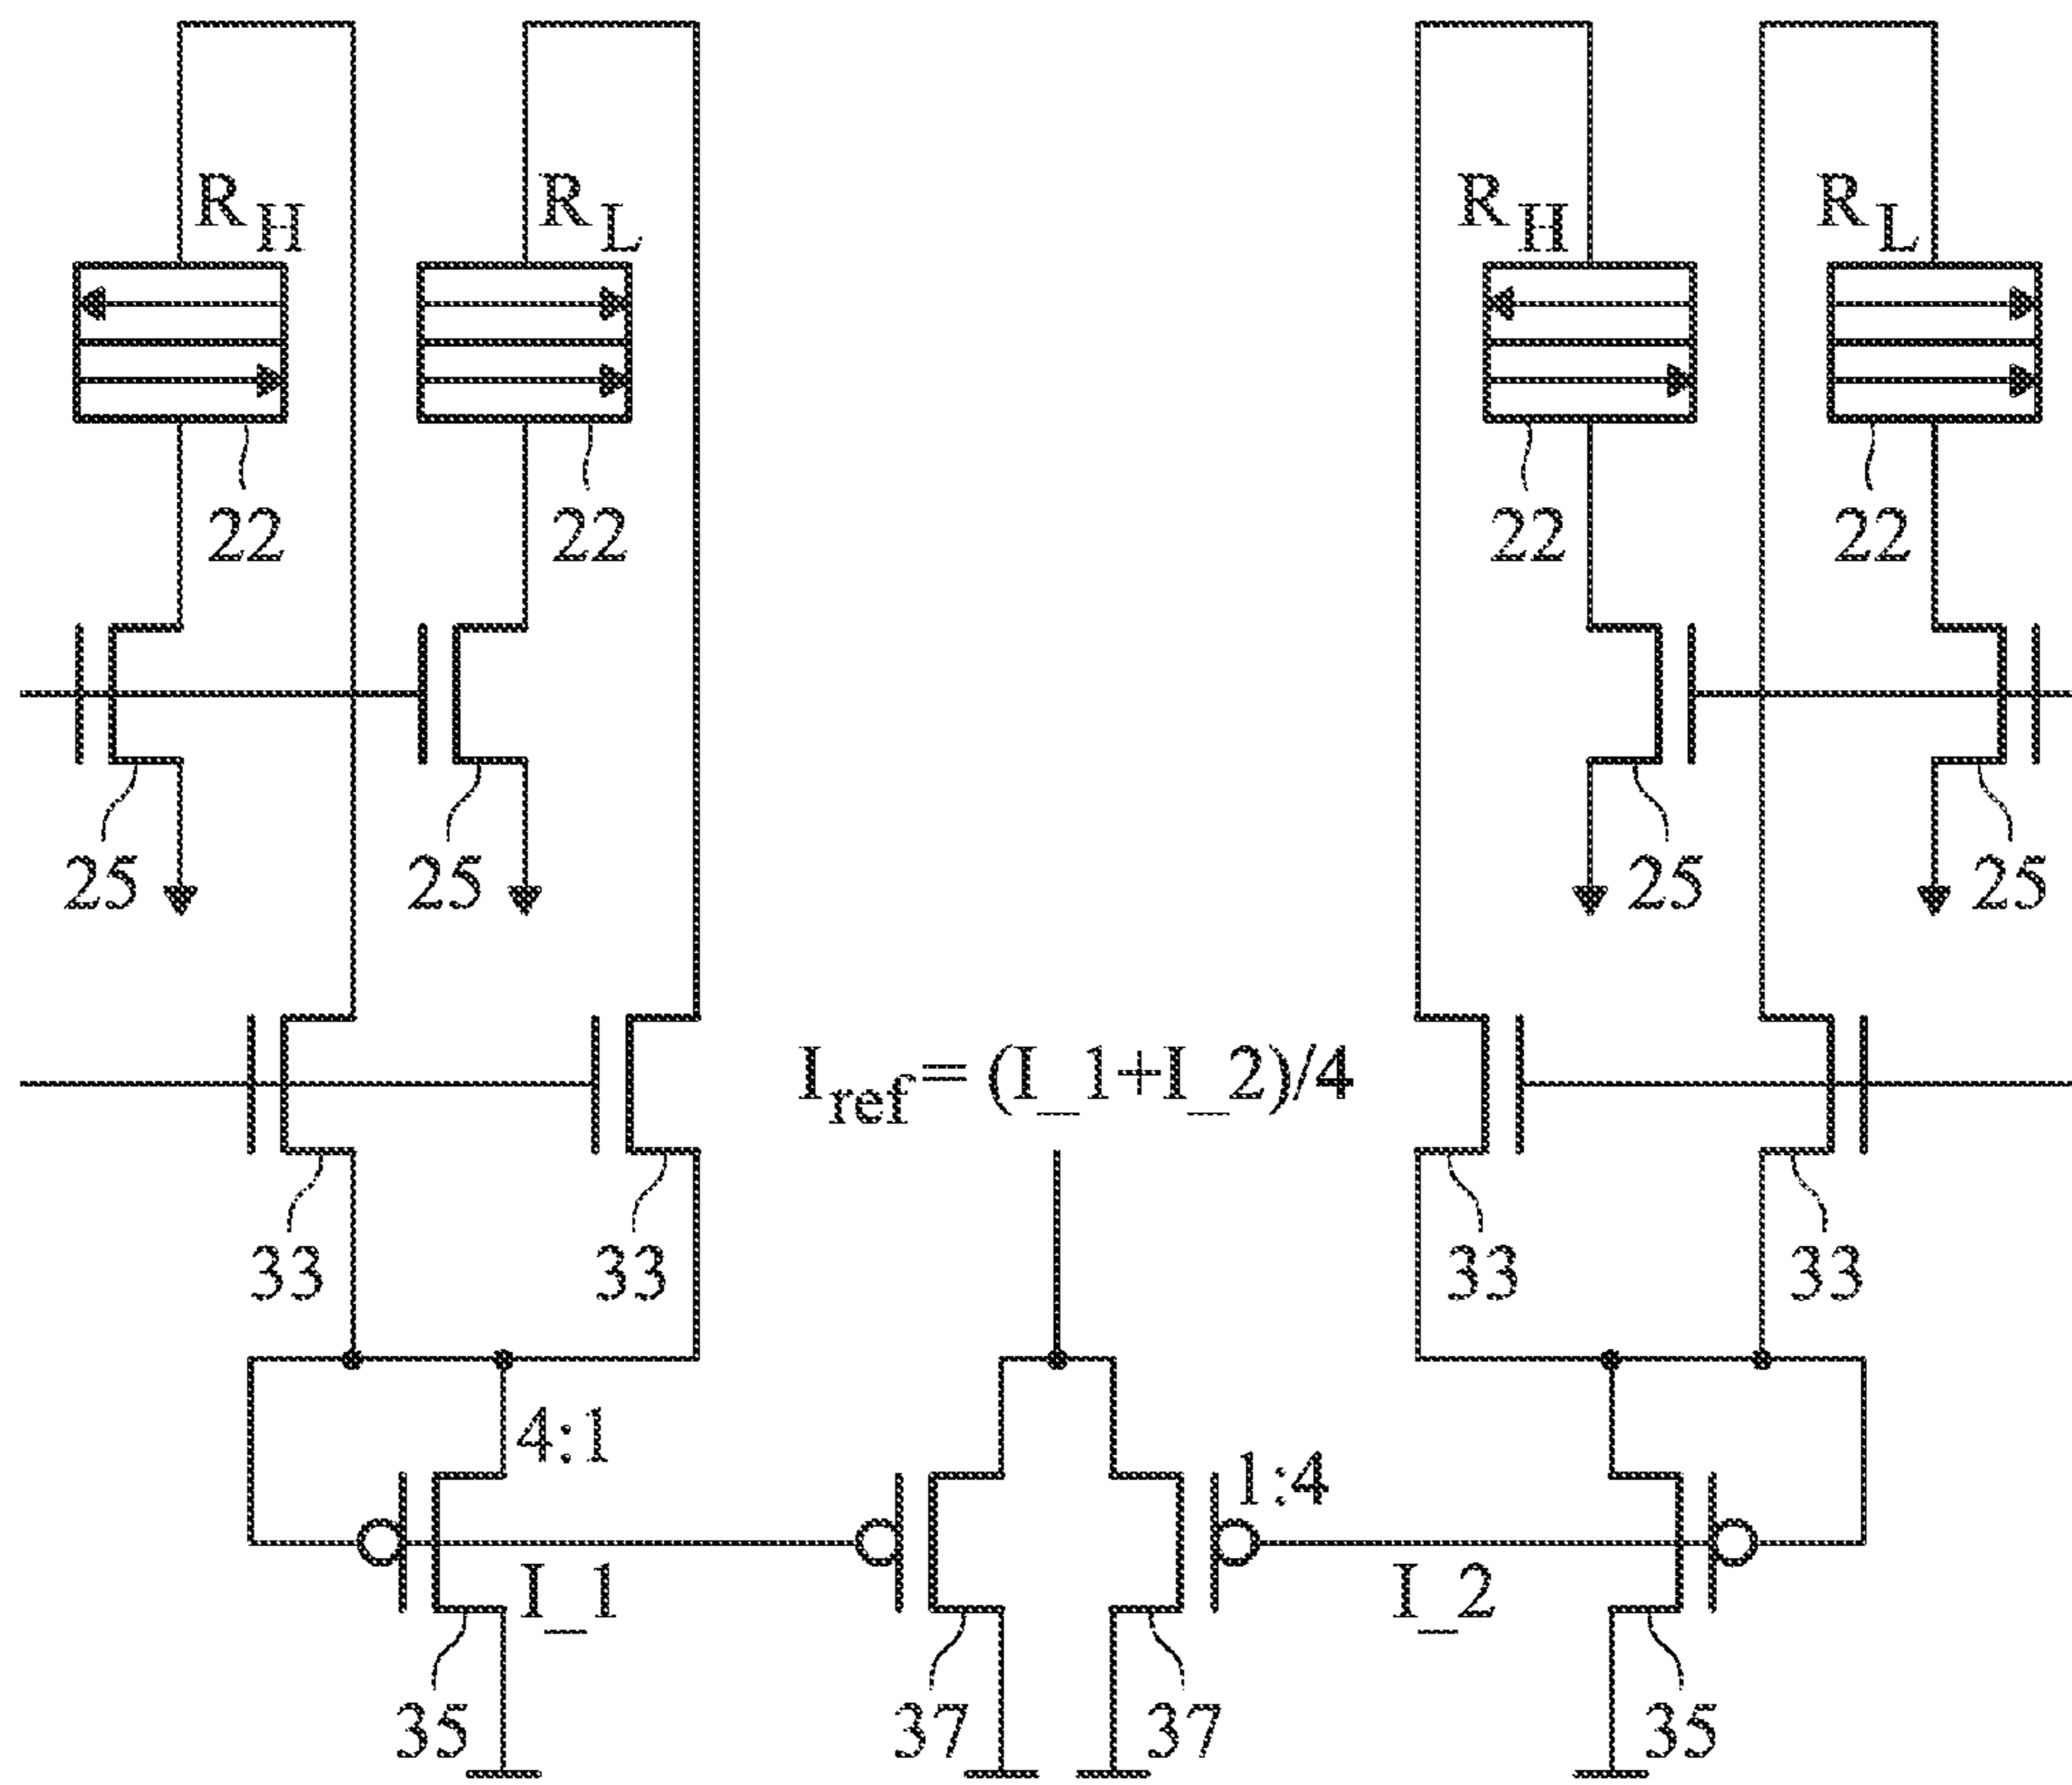 R_H R_L R_H R_L
22 22 22 22
25 25 25 25
I_ref= (I_1+I_2)/4
33 33 33 33
4:1 1:4
I_1 I_2
35 37 37 35